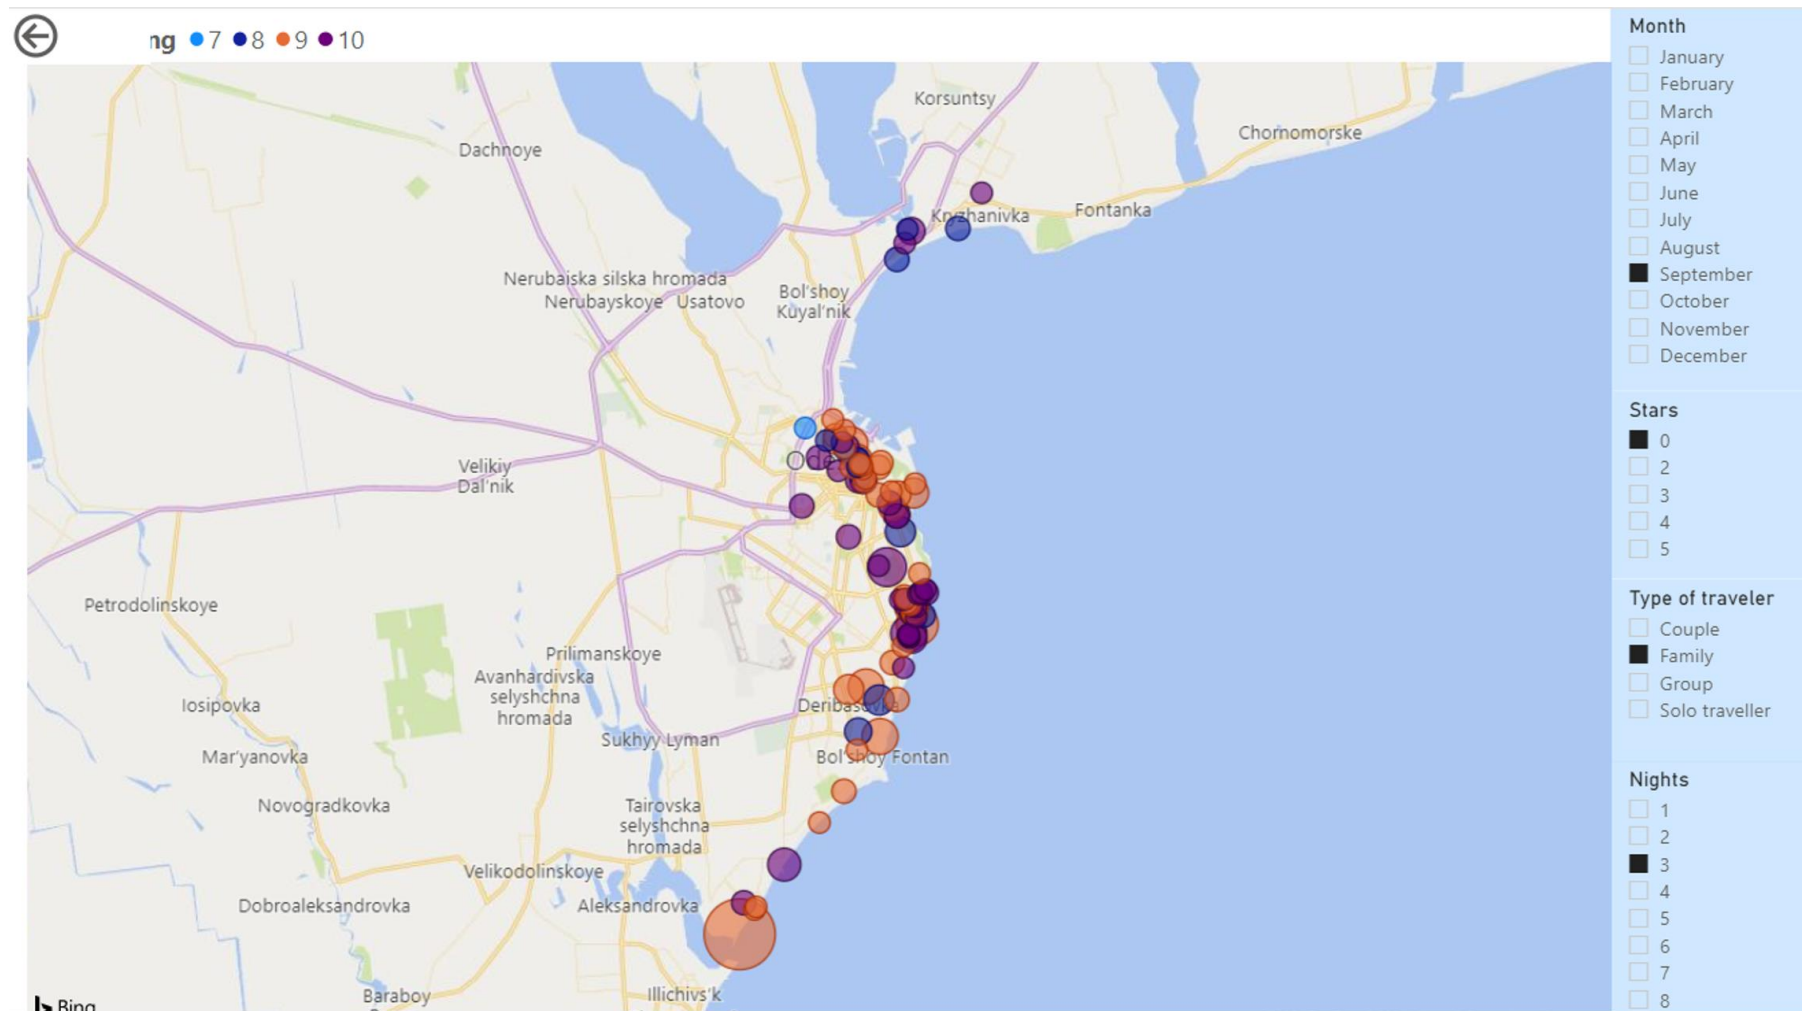 ng 7 8 9 10
Korsuntsy
Chornomorske
Dachnoye
Fontanka
Nerubaiska silska hromada
Nerubayskoye Usatovo
Bol'shoy
Kuyal'nik
Velikiy
Dal'nik
Petrodolinskoye
Prilimanskoye
Avanhardivska
selyshchna
hromada
Iosipovka
Sukhyy Lyman
Mar'yanovka
Bol'shoy Fontan
Novogradkovka
Tairovska
selyshchna
hromada
Velikodolinskoye
Dobroaleksandrovka
Aleksandrovka
Baraboy
Illichivs'k
Bing
Month
January
February
March
April
May
June
July
August
September
October
November
December
Stars
0
2
3
4
5
Type of traveler
Couple
Family
Group
Solo traveller
Nights
1
2
3
4
5
6
7
8